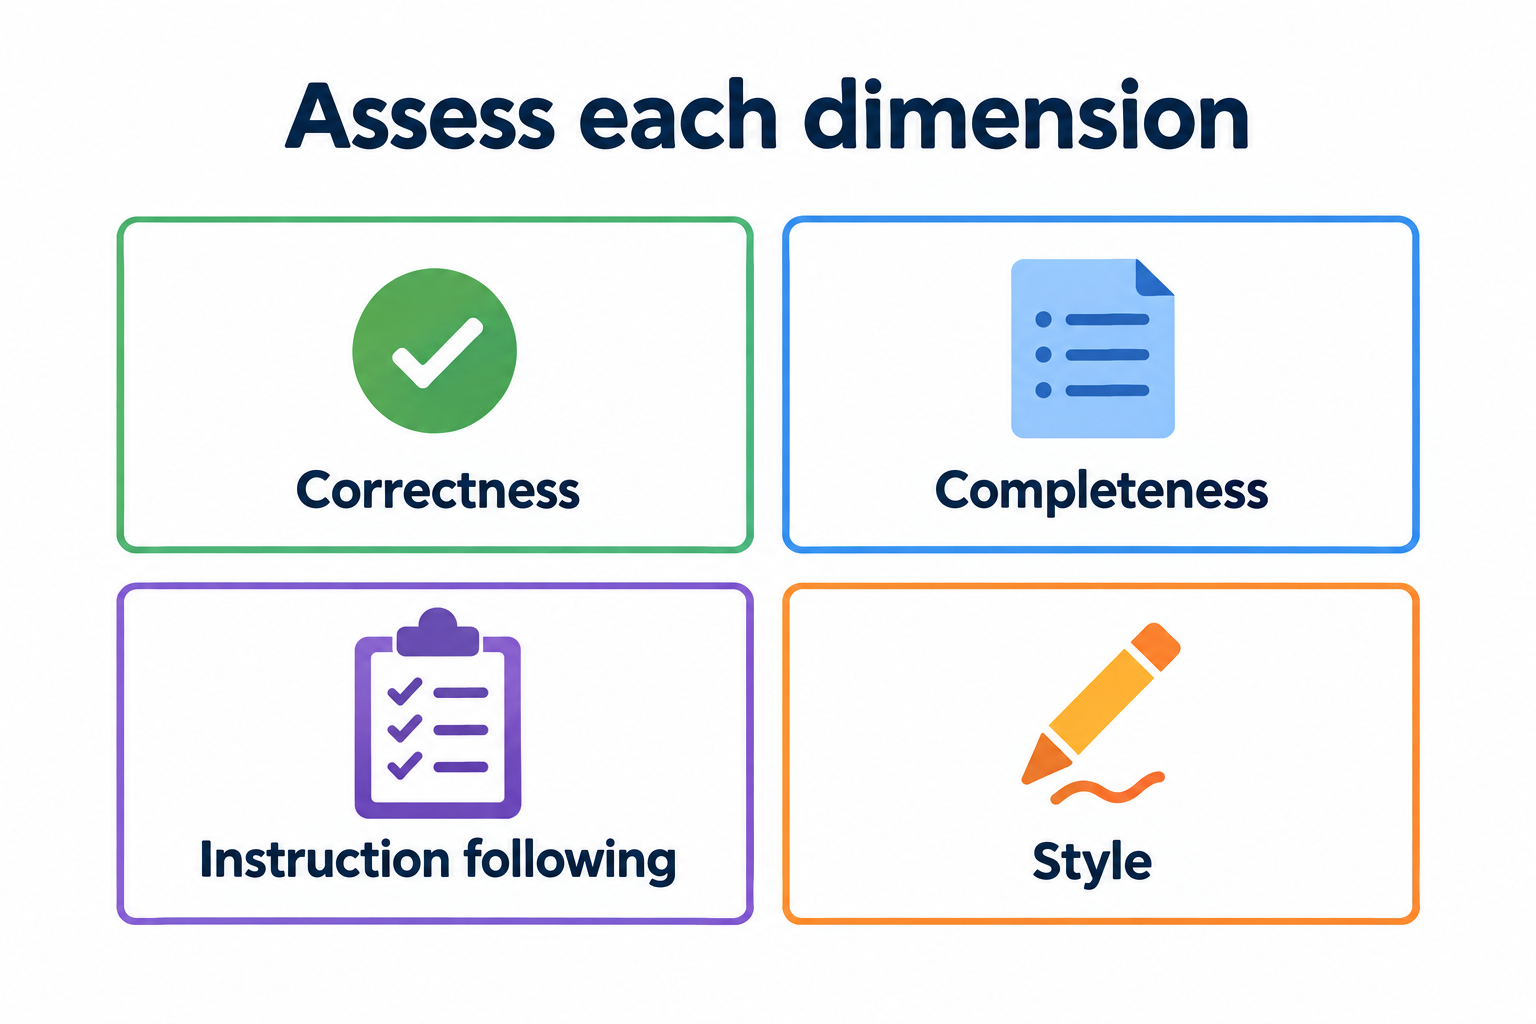 Assess each dimension
Correctness
Completeness
Instruction following
Style